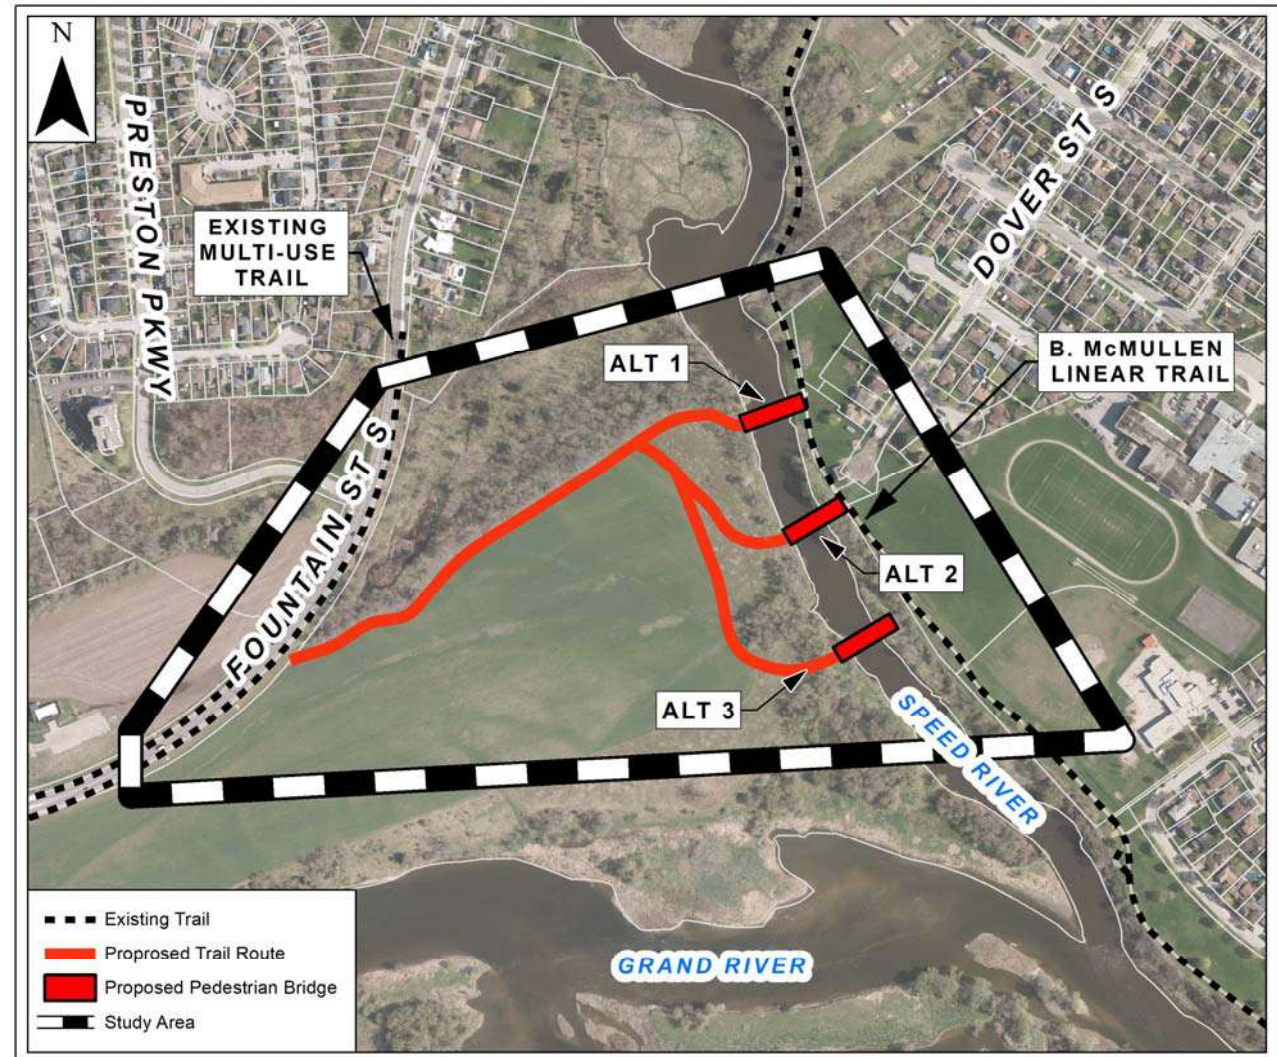 N
PRESTON PKWY
DOVER ST S
EXISTING
MULTI-USE
TRAIL
B. McMULLEN
LINEAR TRAIL
ALT 1
FOUNTAIN ST S
ALT 2
ALT 3
SPEED RIVER
GRAND RIVER
Existing Trail
Proprosed Trail Route
Proposed Pedestrian Bridge
Study Area